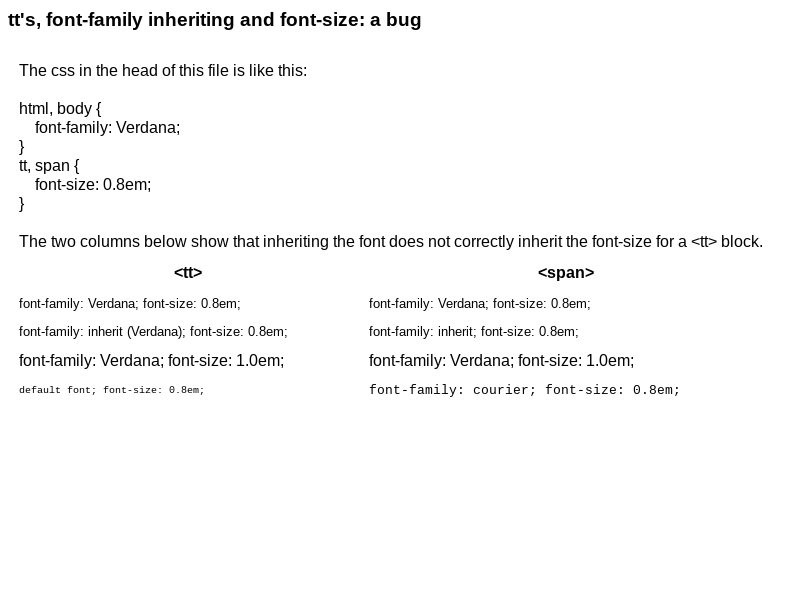 tt's, font-family inheriting and font-size: a bug
The css in the head of this file is like this:
html, body {
    font-family: Verdana;
}
tt, span {
    font-size: 0.8em;
}
The two columns below show that inheriting the font does not correctly inherit the font-size for a <tt> block.
<tt> <span>
font-family: Verdana; font-size: 0.8em; font-family: Verdana; font-size: 0.8em;
font-family: inherit (Verdana); font-size: 0.8em; font-family: inherit; font-size: 0.8em;
font-family: Verdana; font-size: 1.0em; font-family: Verdana; font-size: 1.0em;
default font; font-size: 0.8em; font-family: courier; font-size: 0.8em;